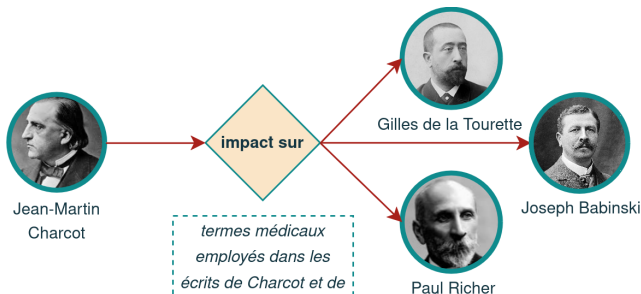 Jean-Martin
Charcot
impact sur
termes médicaux
employés dans les
écrits de Charcot et de
Gilles de la Tourette
Joseph Babinski
Paul Richer